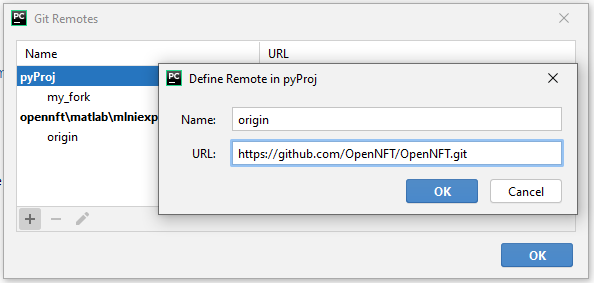 PC Git Remotes
Name URL
pyProj
my_fork
opennft\matlab\mlniexp
origin
PC Define Remote in pyProj
Name: origin
URL: https://github.com/OpenNFT/OpenNFT.git
OK Cancel
OK